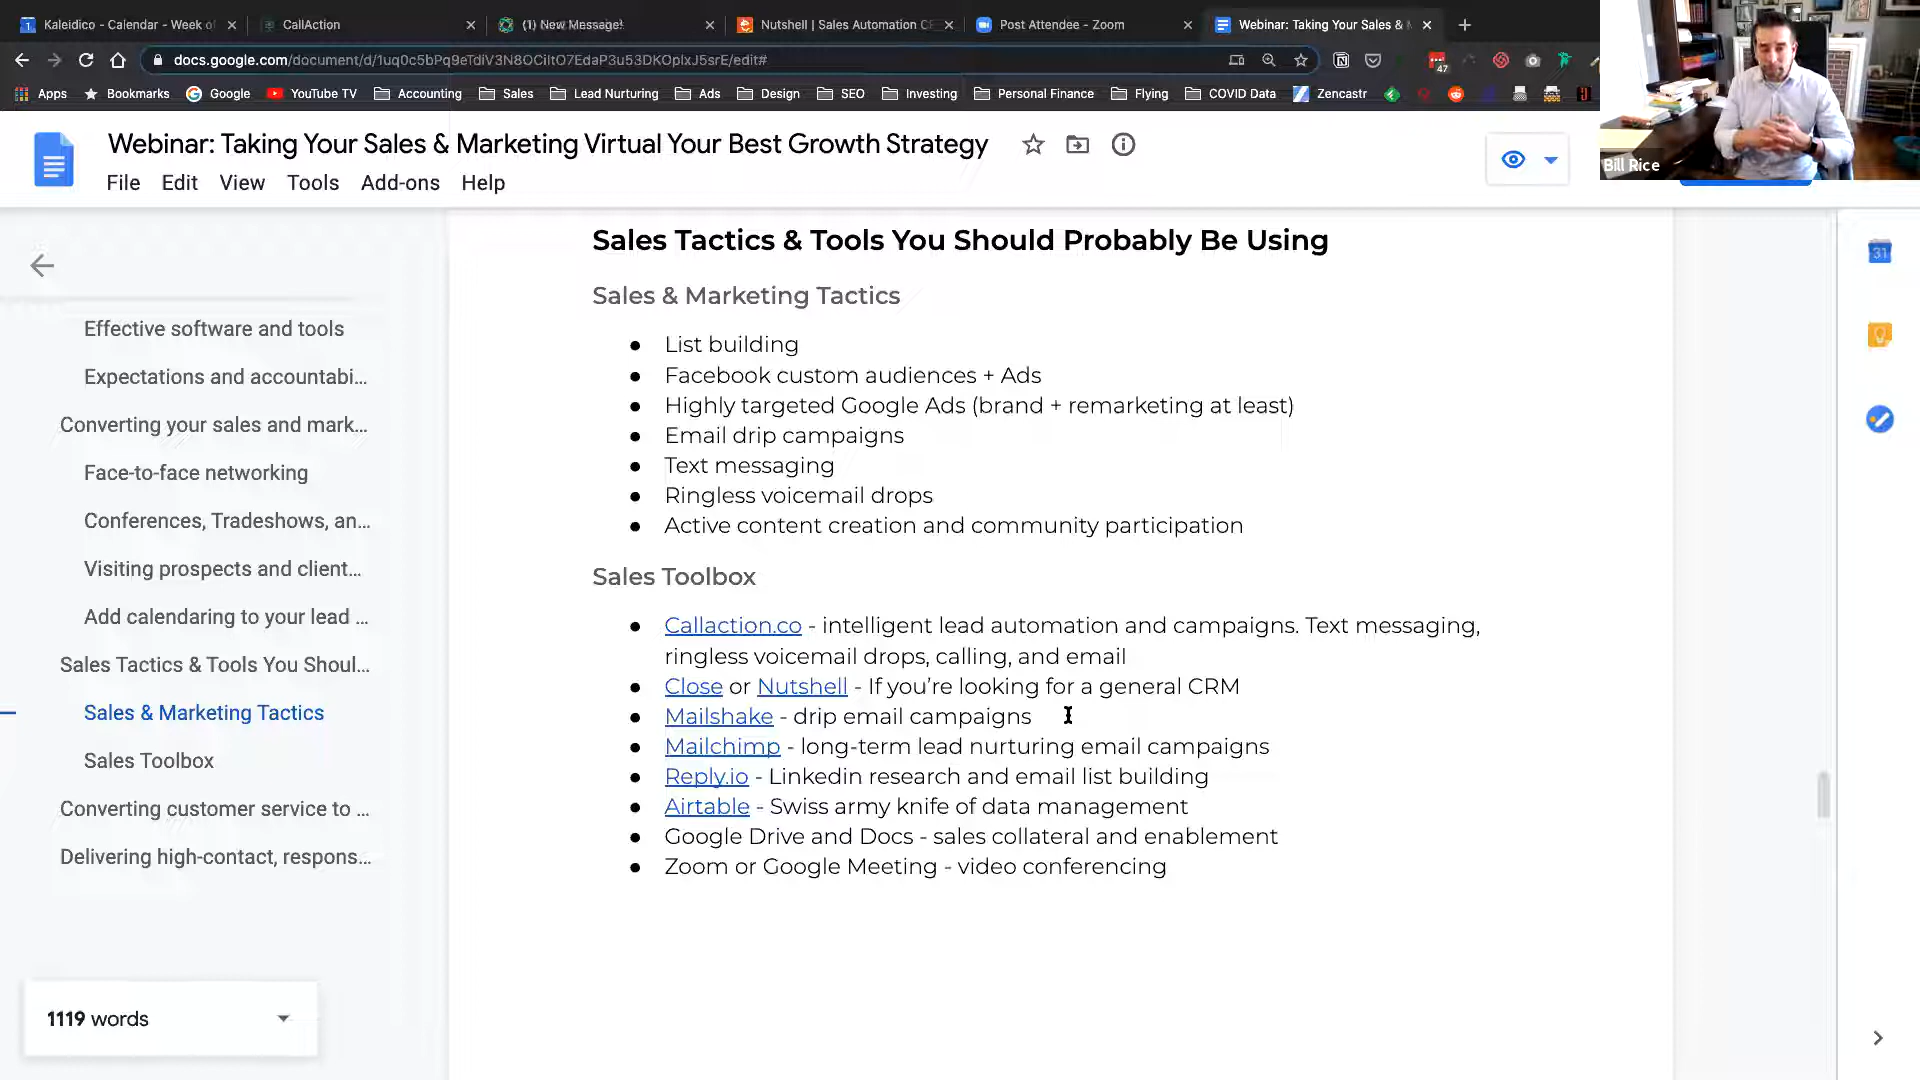 Kaleidico - Calendar - Week o
CallAction
(1) New Message!
Nutshell | Sales Automation C
Post Attendee - Zoom
Webinar: Taking Your Sales &
docs.google.com/document/d/1uq0c5bPq9eTdlV3N8OCiltO7EdaP3u53DKOplxJ5srE/edit#
47
Apps
Bookmarks
Google
YouTube TV
Accounting
Sales
Lead Nurturing
Ads
Design
SEO
Investing
Personal Finance
Flying
COVID Data
Zencastr
Bill Rice
Webinar: Taking Your Sales & Marketing Virtual Your Best Growth Strategy
File Edit View Tools Add-ons Help
Effective software and tools
Expectations and accountabi...
Converting your sales and mark...
Face-to-face networking
Conferences, Tradeshows, an...
Visiting prospects and client...
Add calendaring to your lead ...
Sales Tactics & Tools You Shoul...
Sales & Marketing Tactics
Sales Toolbox
Converting customer service to ...
Delivering high-contact, respons...
1119 words
Sales Tactics & Tools You Should Probably Be Using
Sales & Marketing Tactics
● List building
● Facebook custom audiences + Ads
● Highly targeted Google Ads (brand + remarketing at least)
● Email drip campaigns
● Text messaging
● Ringless voicemail drops
● Active content creation and community participation
Sales Toolbox
● Callaction.co - intelligent lead automation and campaigns. Text messaging,
ringless voicemail drops, calling, and email
● Close or Nutshell - If you’re looking for a general CRM
● Mailshake - drip email campaigns
● Mailchimp - long-term lead nurturing email campaigns
● Reply.io - Linkedin research and email list building
● Airtable - Swiss army knife of data management
● Google Drive and Docs - sales collateral and enablement
● Zoom or Google Meeting - video conferencing
31